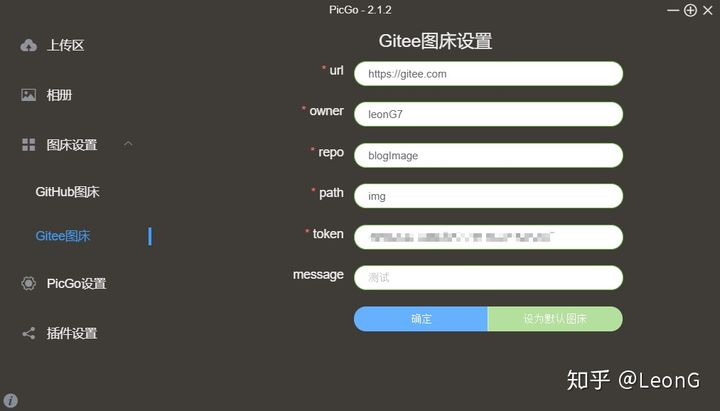 PicGo - 2.1.2
上传区
相册
图床设置
GitHub图床
Gitee图床
PicGo设置
插件设置
Gitee图床设置
* url
https://gitee.com
* owner
leonG7
* repo
blogImage
* path
img
* token
message
测试
确定
设为默认图床
知乎 @LeonG